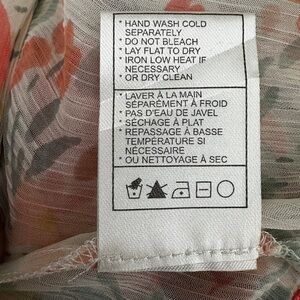 * HAND WASH COLD
SEPARATELY
* DO NOT BLEACH
* LAY FLAT TO DRY
* IRON LOW HEAT IF
NECESSARY
* OR DRY CLEAN
* LAVER À LA MAIN
SÉPARÉMENT À FROID
* PAS D'EAU DE JAVEL
* SÉCHAGE À PLAT
* REPASSAGE À BASSE
TEMPÉRATURE SI
NÉCESSAIRE
* OU NETTOYAGE À SEC